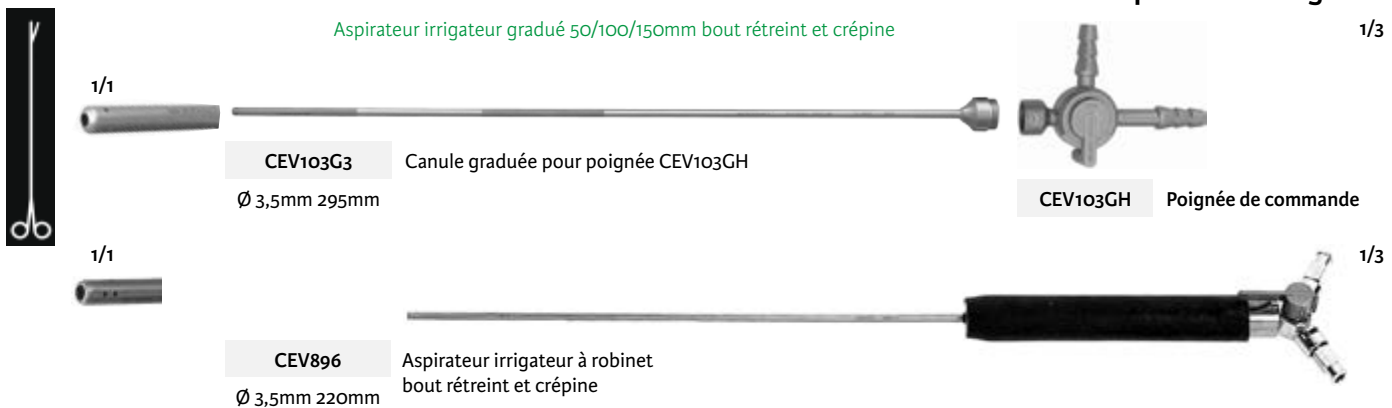 Aspirateur irrigateur gradué 50/100/150mm bout rétreint et crépine
1/3
1/1
CEV103G3 Canule graduée pour poignée CEV103GH
Ø 3,5mm 295mm
CEV103GH Poignée de commande
1/1
1/3
CEV896 Aspirateur irrigateur à robinet
bout rétreint et crépine
Ø 3,5mm 220mm